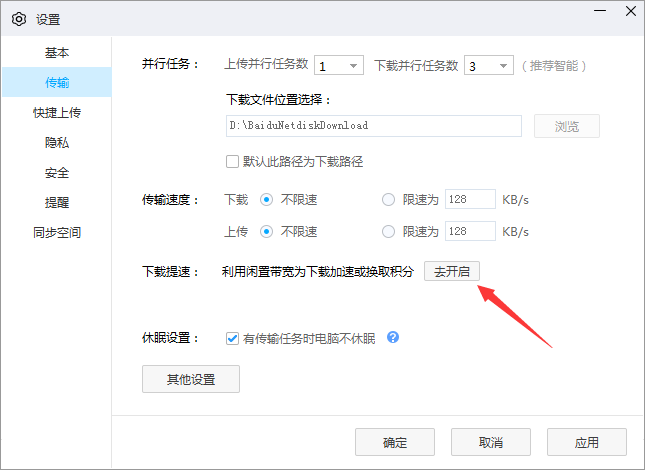 设置
基本
传输
快捷上传
隐私
安全
提醒
同步空间
并行任务： 上传并行任务数 1 下载并行任务数 3 （推荐智能）
下载文件位置选择：
D:\BaiduNetdiskDownload 浏览
默认此路径为下载路径
传输速度： 下载 不限速 限速为 128 KB/s
上传 不限速 限速为 128 KB/s
下载提速： 利用闲置带宽为下载加速或换取积分 去开启
休眠设置： 有传输任务时电脑不休眠 ?
其他设置
确定 取消 应用